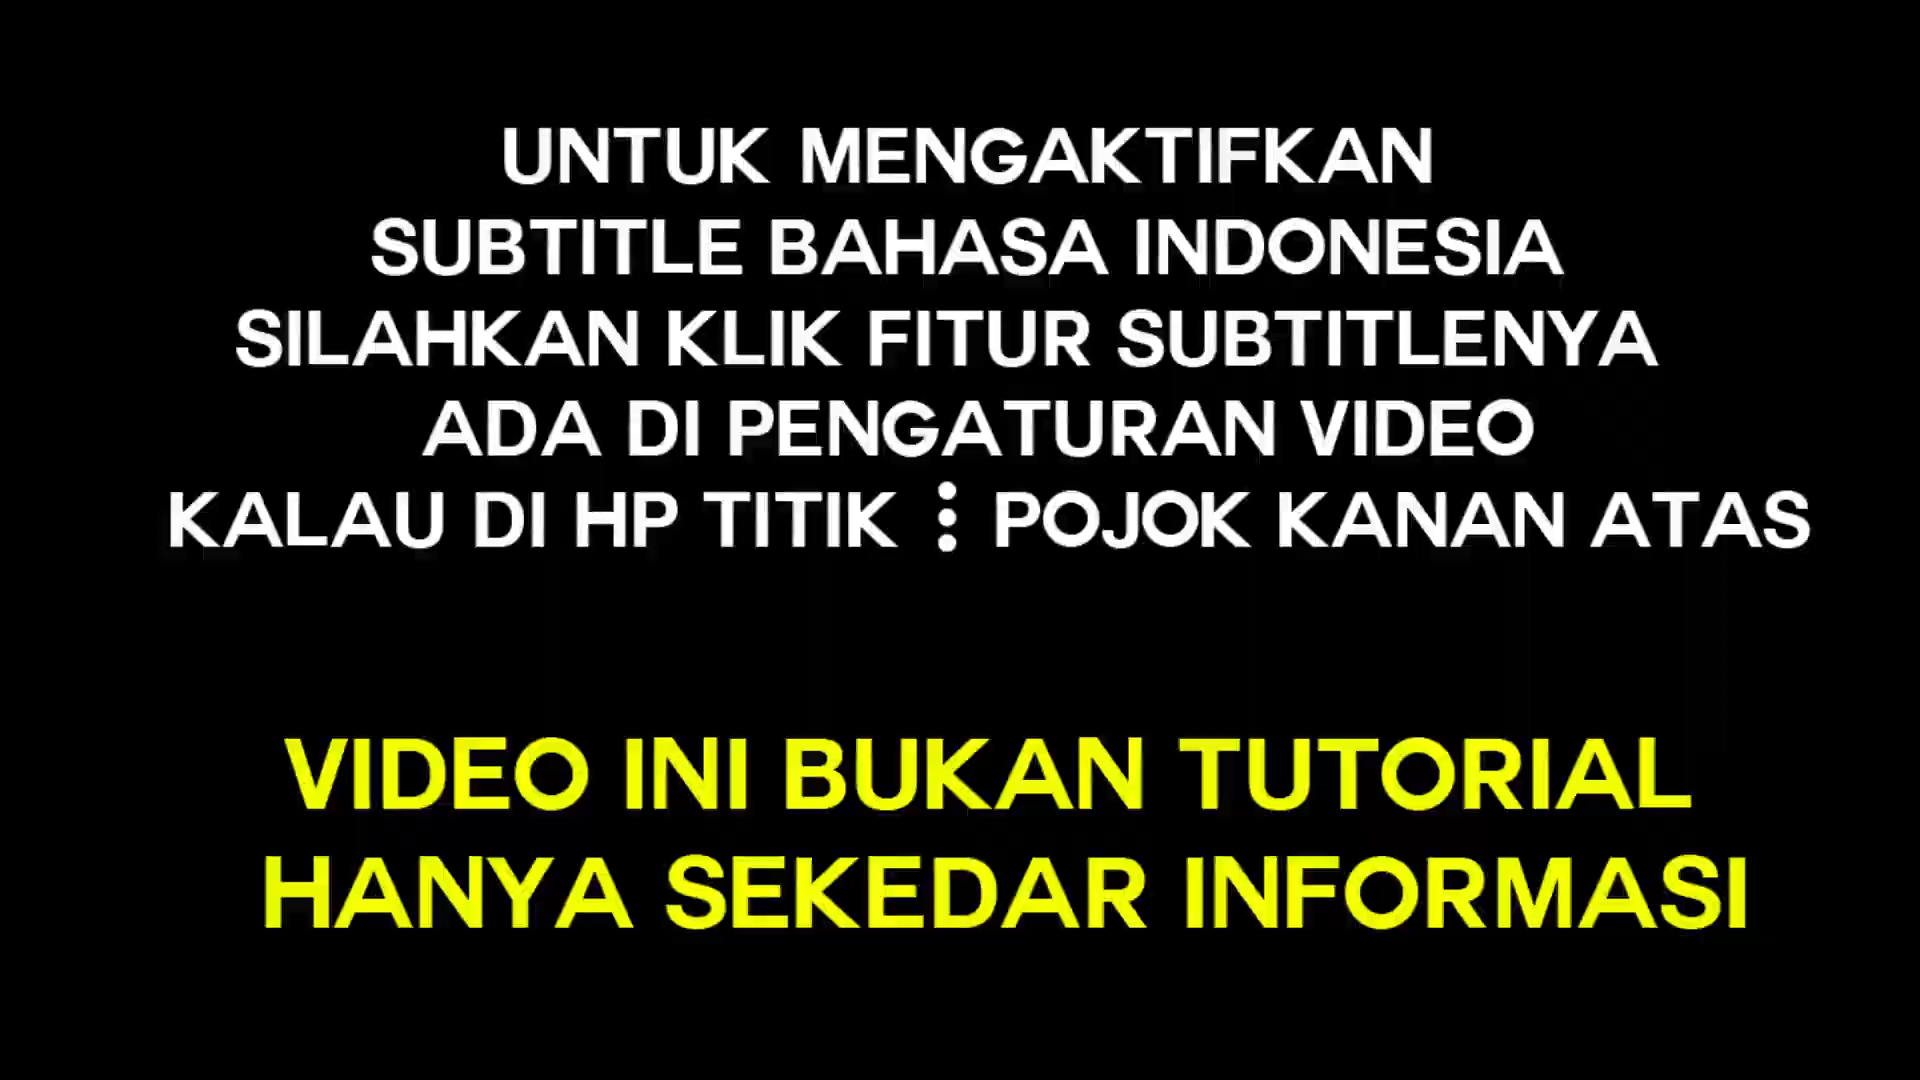 UNTUK MENGAKTIFKAN
SUBTITLE BAHASA INDONESIA
SILAHKAN KLIK FITUR SUBTITLENYA
ADA DI PENGATURAN VIDEO
KALAU DI HP TITIK ⋮ POJOK KANAN ATAS
VIDEO INI BUKAN TUTORIAL
HANYA SEKEDAR INFORMASI